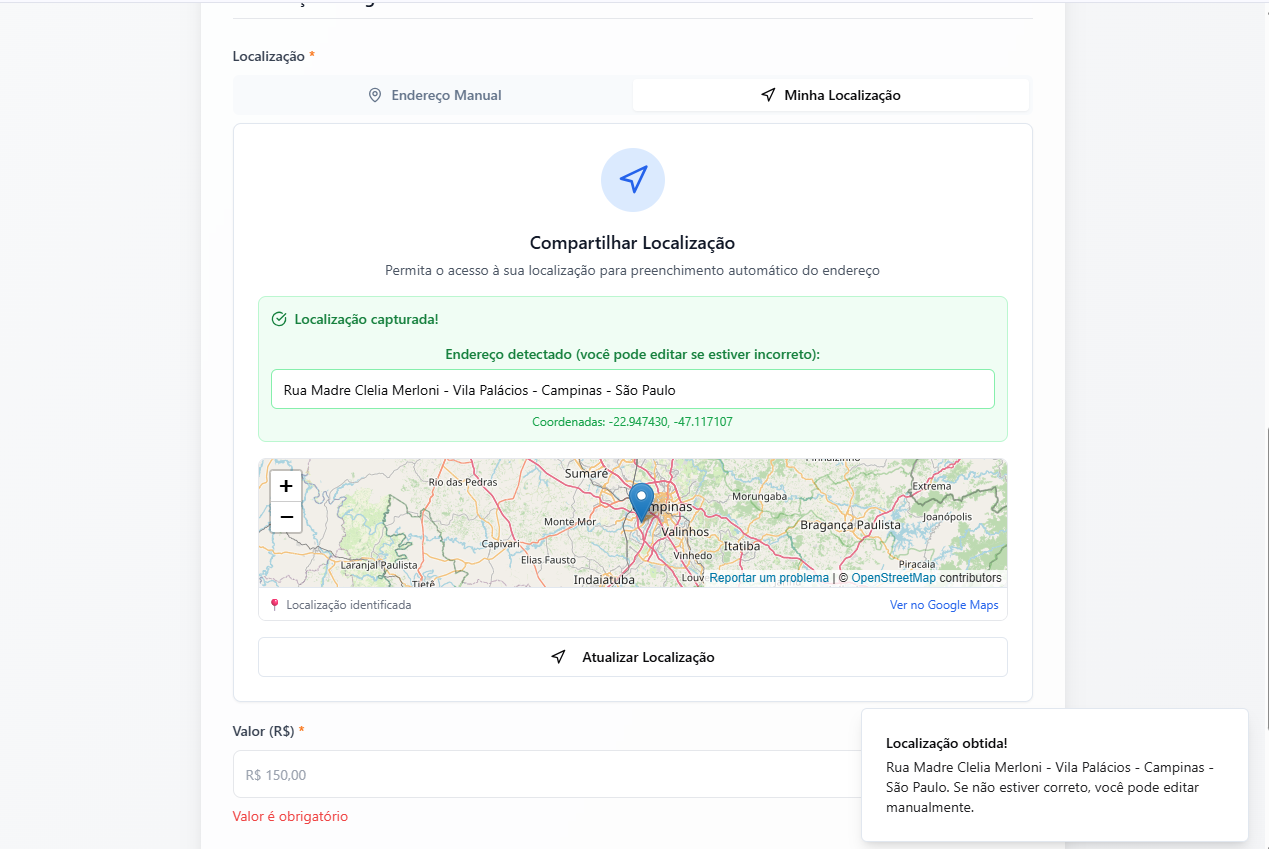 Localização *
Endereço Manual
Minha Localização
Compartilhar Localização
Permita o acesso à sua localização para preenchimento automático do endereço
Localização capturada!
Endereço detectado (você pode editar se estiver incorreto):
Rua Madre Clelia Merloni - Vila Palácios - Campinas - São Paulo
Coordenadas: -22.947430, -47.117107
+
−
Sumaré
Rio das Pedras
Extrema
Morungaba
Monte Mor
Joanópolis
Bragança Paulista
Valinhos
Capivari
Itatiba
Elias Fausto
Vinhedo
Laranjal Paulista
Piracaia
Indaiatuba
Louv
Tietê
Reportar um problema | © OpenStreetMap contributors
Localização identificada
Ver no Google Maps
Atualizar Localização
Valor (R$) *
R$ 150,00
Valor é obrigatório
Localização obtida!
Rua Madre Clelia Merloni - Vila Palácios - Campinas -
São Paulo. Se não estiver correto, você pode editar
manualmente.